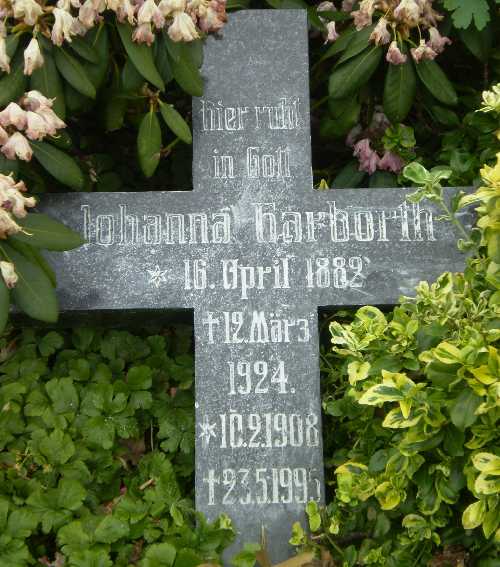 Hier ruht
in Gott
Johanna Harborth
* 16. April 1882
† 12. März
1924.
* 10.2.1908
† 23.5.1995